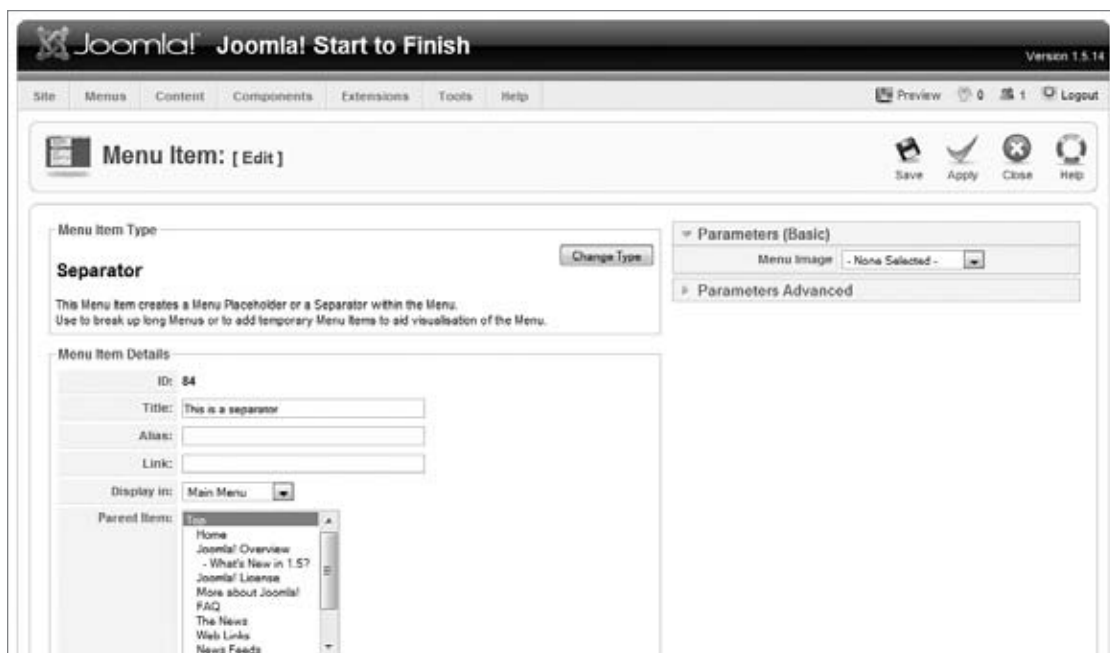 Joomla! Joomla! Start to Finish
Version 1.5.14
Site Menus Content Components Extensions Tools Help Preview 0 1 Logout
Menu Item: [ Edit ]
Save Apply Close Help
Menu Item Type
Change Type
Separator
This Menu Item creates a Menu Placeholder or a Separator within the Menu.
Use to break up long Menus or to add temporary Menu Items to aid visualisation of the Menu.
Parameters (Basic)
Menu Image - None Selected -
Parameters Advanced
Menu Item Details
ID: 84
Title: This is a separator
Alias:
Link:
Display in: Main Menu
Parent Item: Top
Home
Joomla! Overview
- What's New in 1.5?
Joomla! License
More about Joomla!
FAQ
The News
Web Links
News Feeds